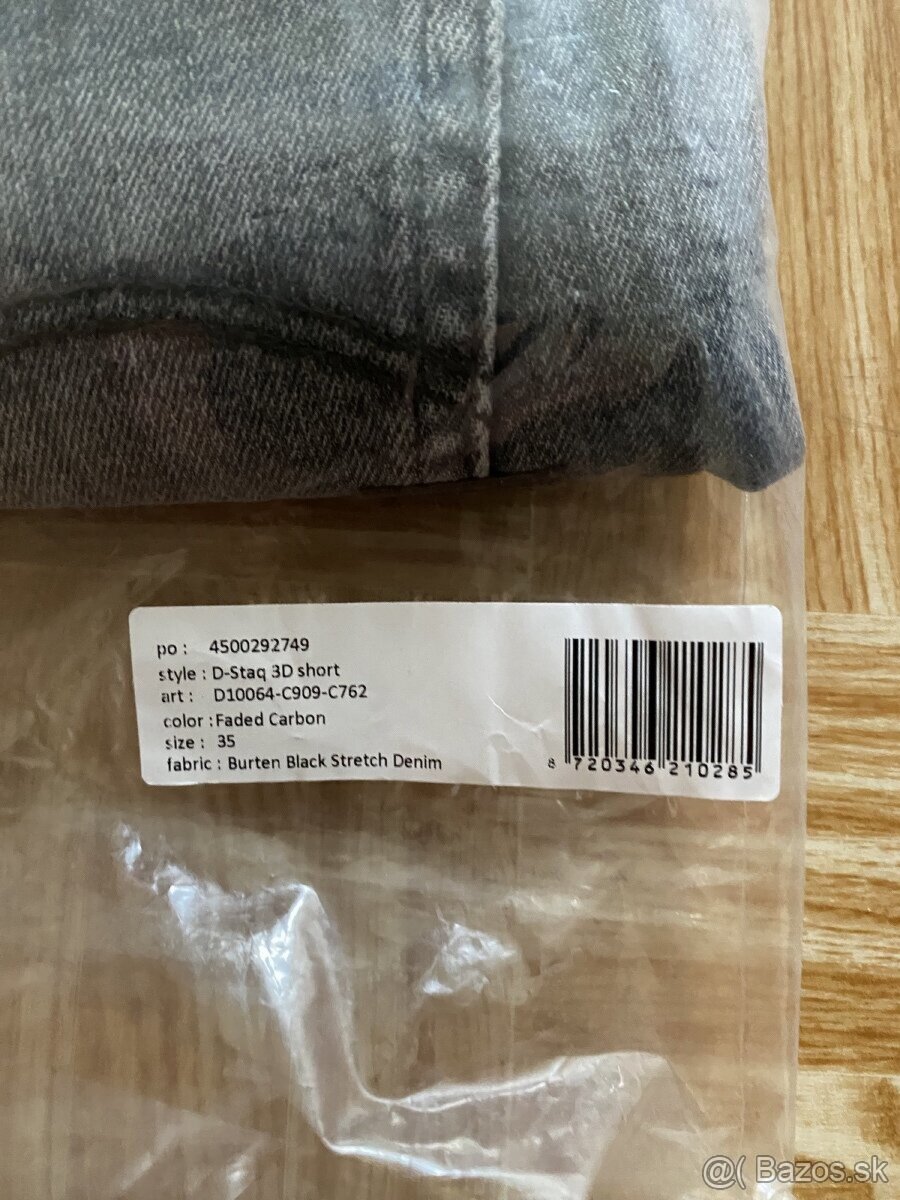 po : 4500292749
style : D-Staq 3D short
art : D10064-C909-C762
color : Faded Carbon
size : 35
fabric : Burten Black Stretch Denim
8 720346 210285
@( Bazos.sk